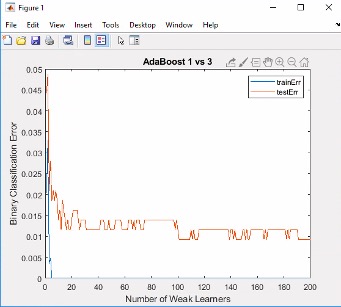 Figure 1
File Edit View Insert Tools Desktop Window Help
AdaBoost 1 vs 3
trainErr
testErr
0.05
0.045
0.04
0.035
0.03
0.025
0.02
0.015
0.01
0.005
0
Binary Classification Error
0 20 40 60 80 100 120 140 160 180 200
Number of Weak Learners